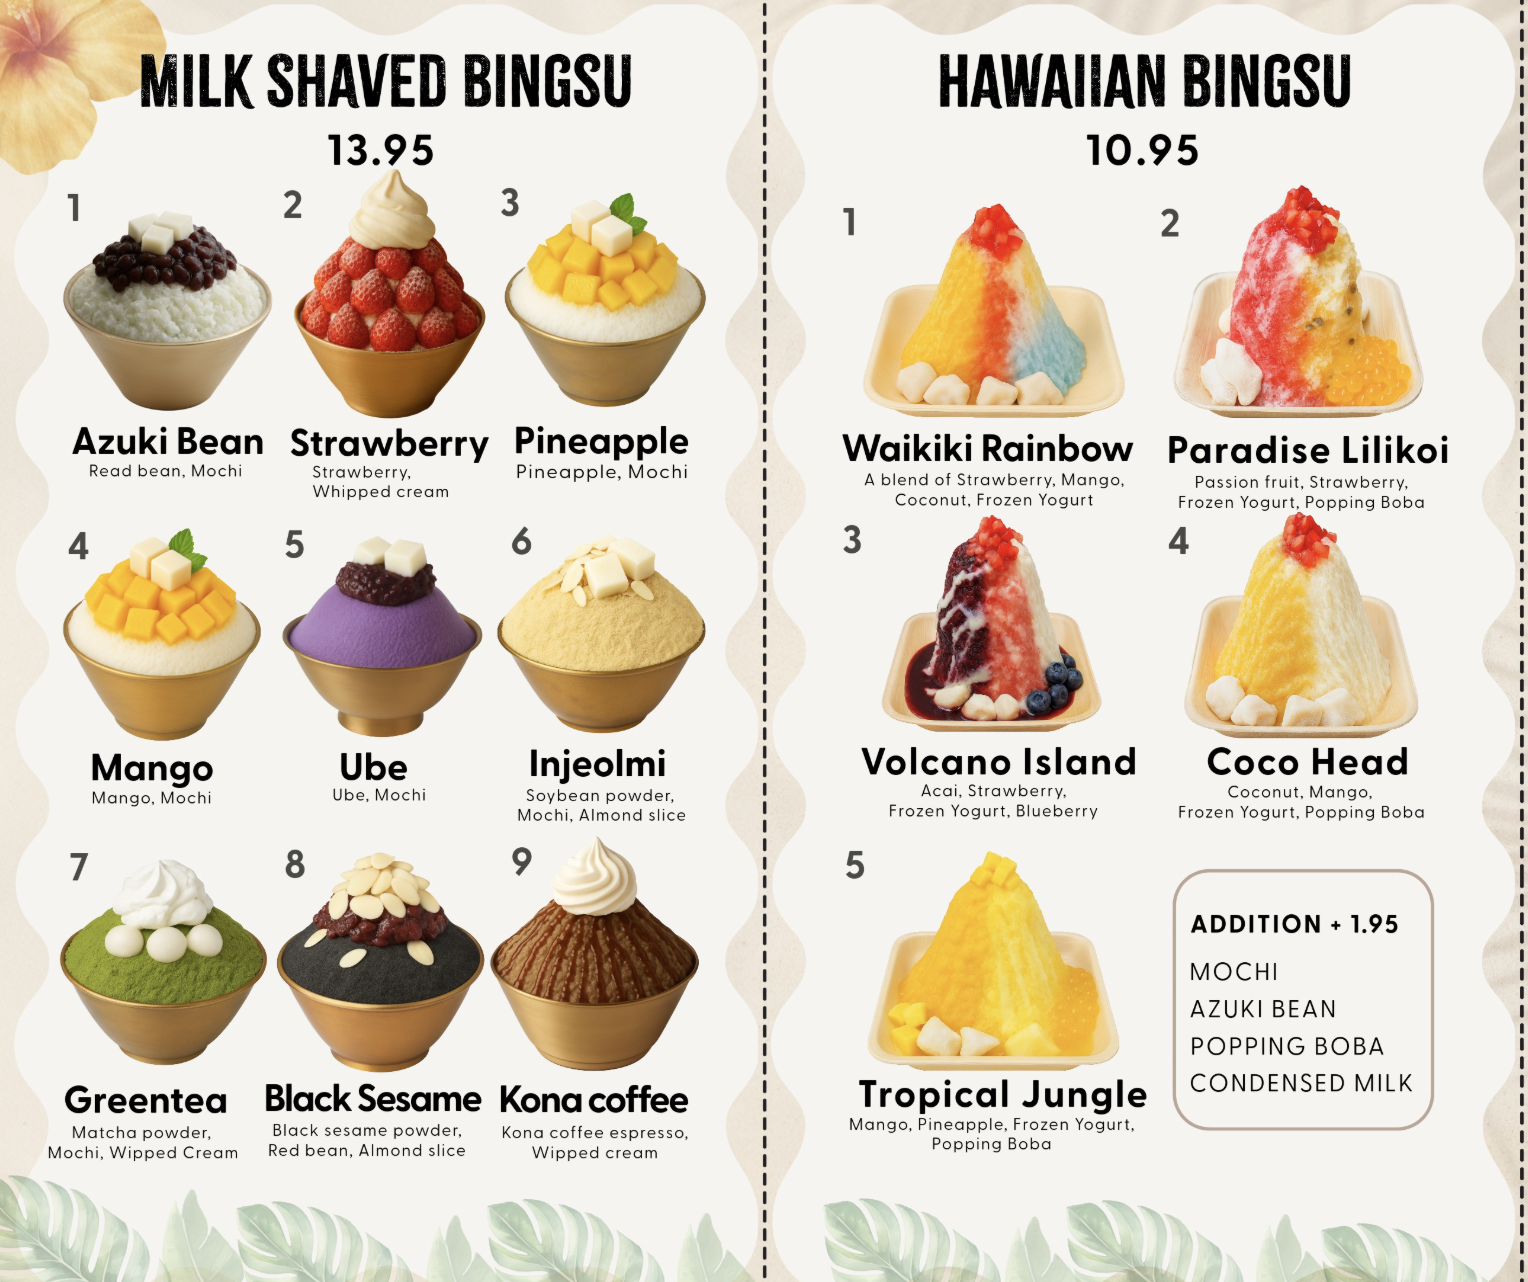 MILK SHAVED BINGSU
13.95
1
2
3
Azuki Bean
Read bean, Mochi
Strawberry
Strawberry,
Whipped cream
Pineapple
Pineapple, Mochi
4
5
6
Mango
Mango, Mochi
Ube
Ube, Mochi
Injeolmi
Soybean powder,
Mochi, Almond slice
7
8
9
Greentea
Matcha powder,
Mochi, Wipped Cream
Black Sesame
Black sesame powder,
Red bean, Almond slice
Kona coffee
Kona coffee espresso,
Wipped cream
HAWAIIAN BINGSU
10.95
1
2
Waikiki Rainbow
A blend of Strawberry, Mango,
Coconut, Frozen Yogurt
Paradise Lilikoi
Passion fruit, Strawberry,
Frozen Yogurt, Popping Boba
3
4
Volcano Island
Acai, Strawberry,
Frozen Yogurt, Blueberry
Coco Head
Coconut, Mango,
Frozen Yogurt, Popping Boba
5
Tropical Jungle
Mango, Pineapple, Frozen Yogurt,
Popping Boba
ADDITION + 1.95
MOCHI
AZUKI BEAN
POPPING BOBA
CONDENSED MILK